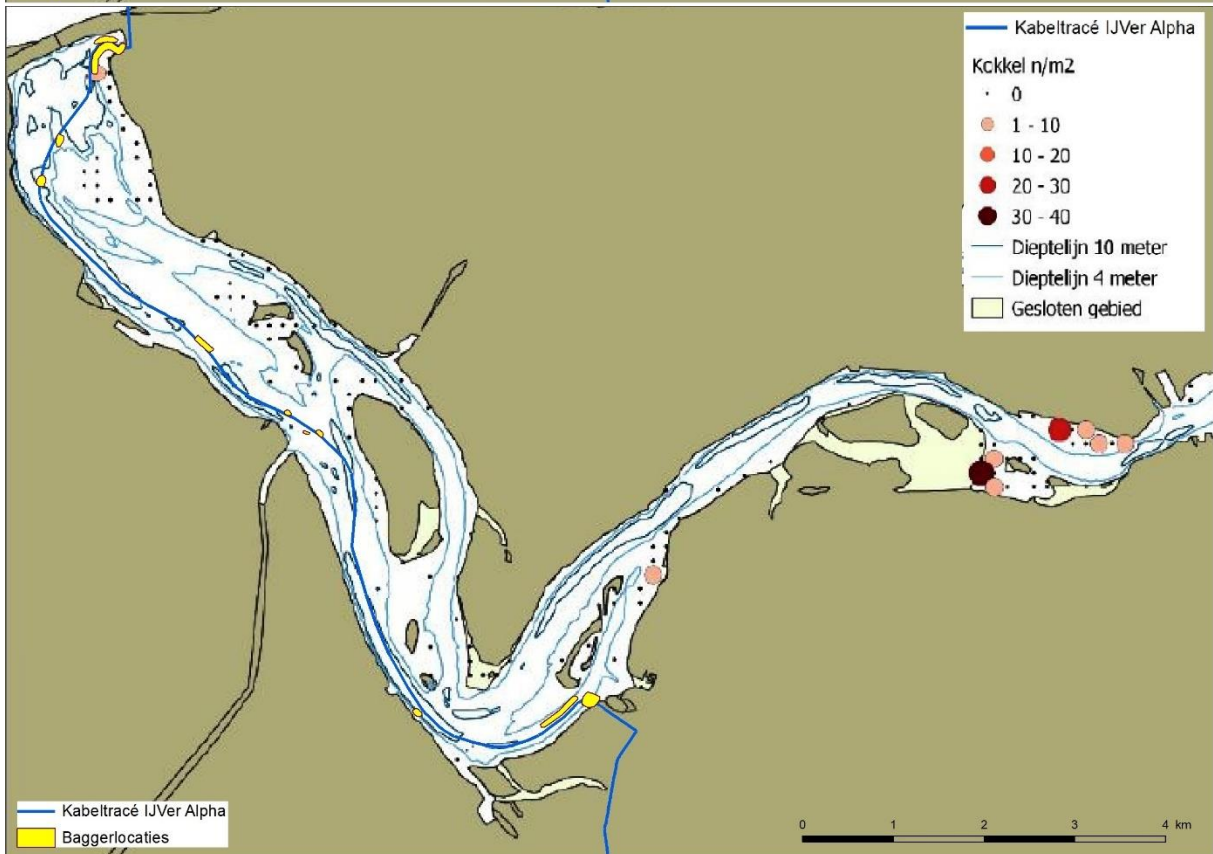 Kabeltracé IJVer Alpha
Kokkel n/m2
0
1 - 10
10 - 20
20 - 30
30 - 40
Dieptelijn 10 meter
Dieptelijn 4 meter
Gesloten gebied
Kabeltracé IJVer Alpha
Baggerlocaties
0 1 2 3 4 km